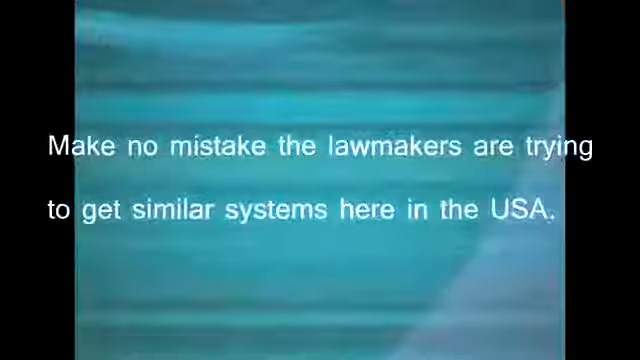 Make no mistake the lawmakers are trying
to get similar systems here in the USA.